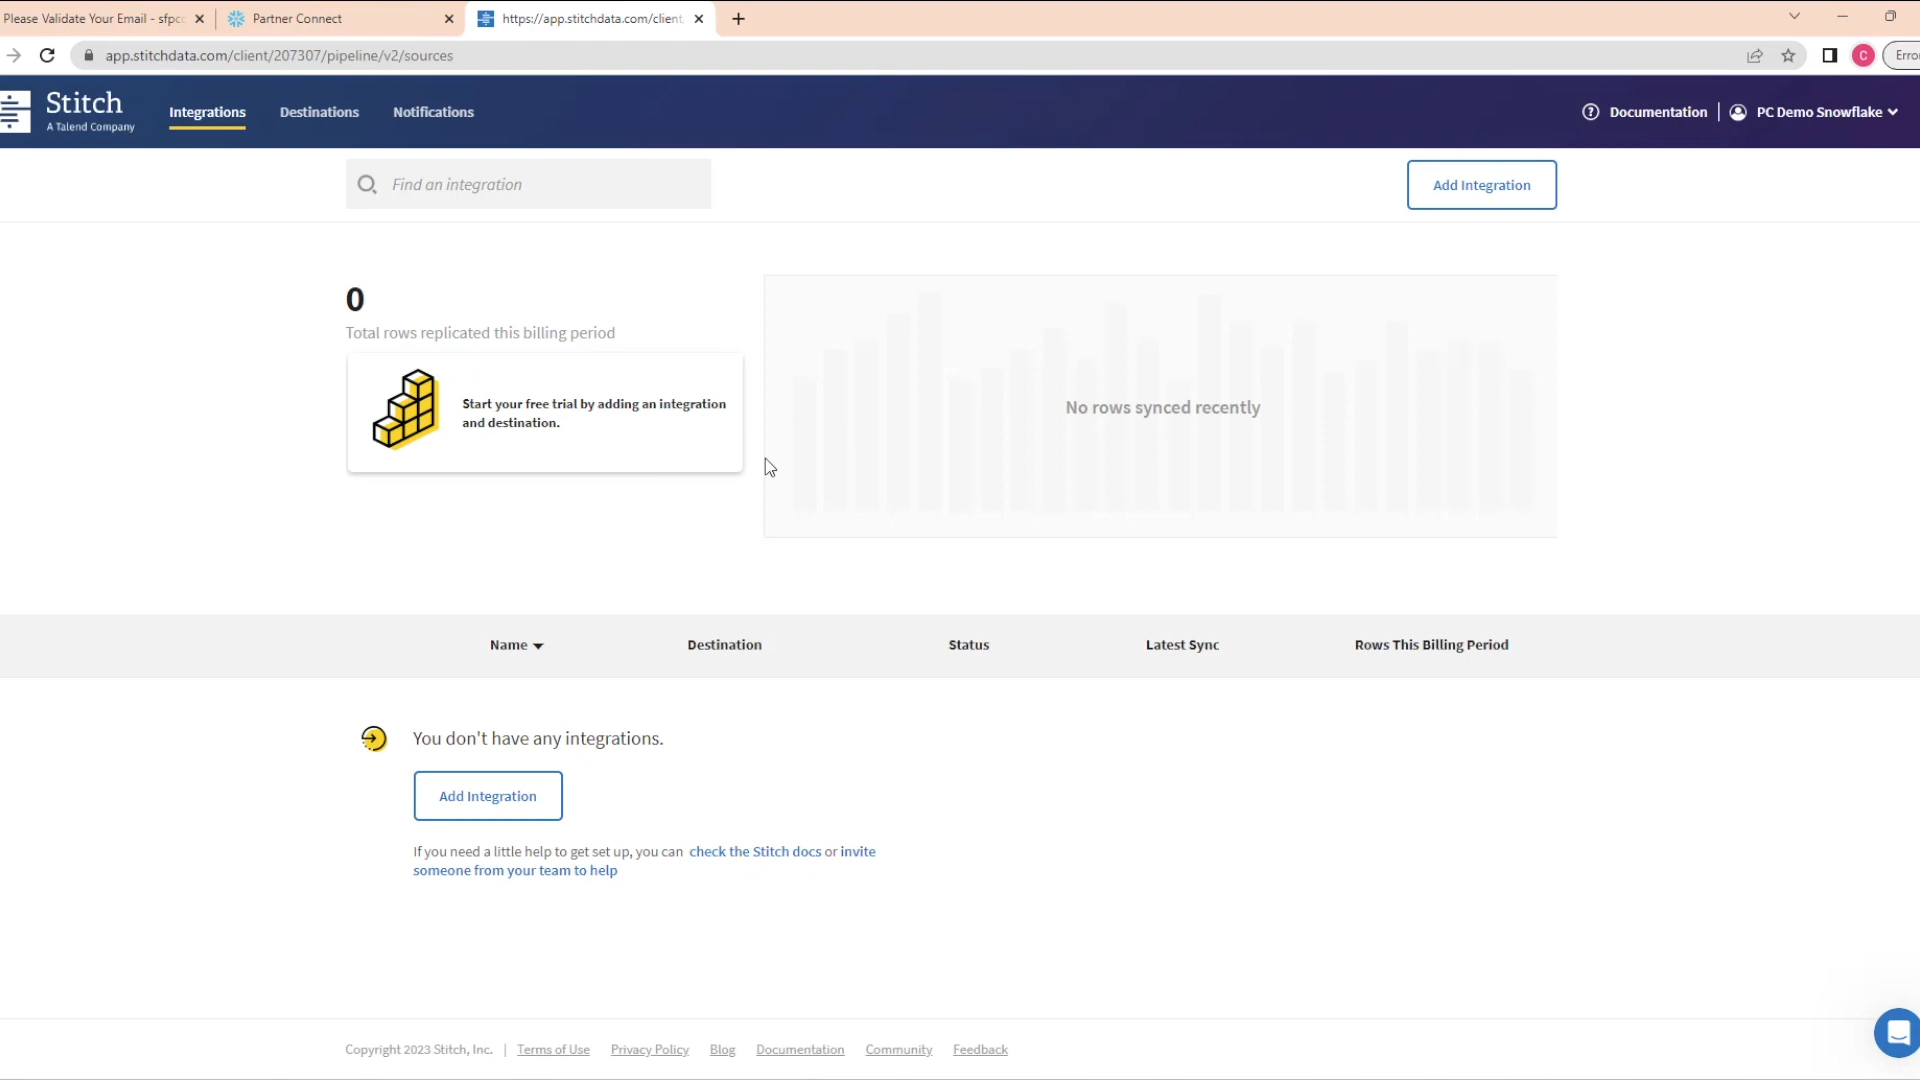 Please Validate Your Email - sfpc
Partner Connect
https://app.stitchdata.com/client
app.stitchdata.com/client/207307/pipeline/v2/sources
C
Erro
Stitch
A Talend Company
Integrations
Destinations
Notifications
Documentation
PC Demo Snowflake
Find an integration
Add Integration
0
Total rows replicated this billing period
Start your free trial by adding an integration
and destination.
No rows synced recently
Name
Destination
Status
Latest Sync
Rows This Billing Period
You don't have any integrations.
Add Integration
If you need a little help to get set up, you can check the Stitch docs or invite
someone from your team to help
Copyright 2023 Stitch, Inc. | Terms of Use Privacy Policy Blog Documentation Community Feedback